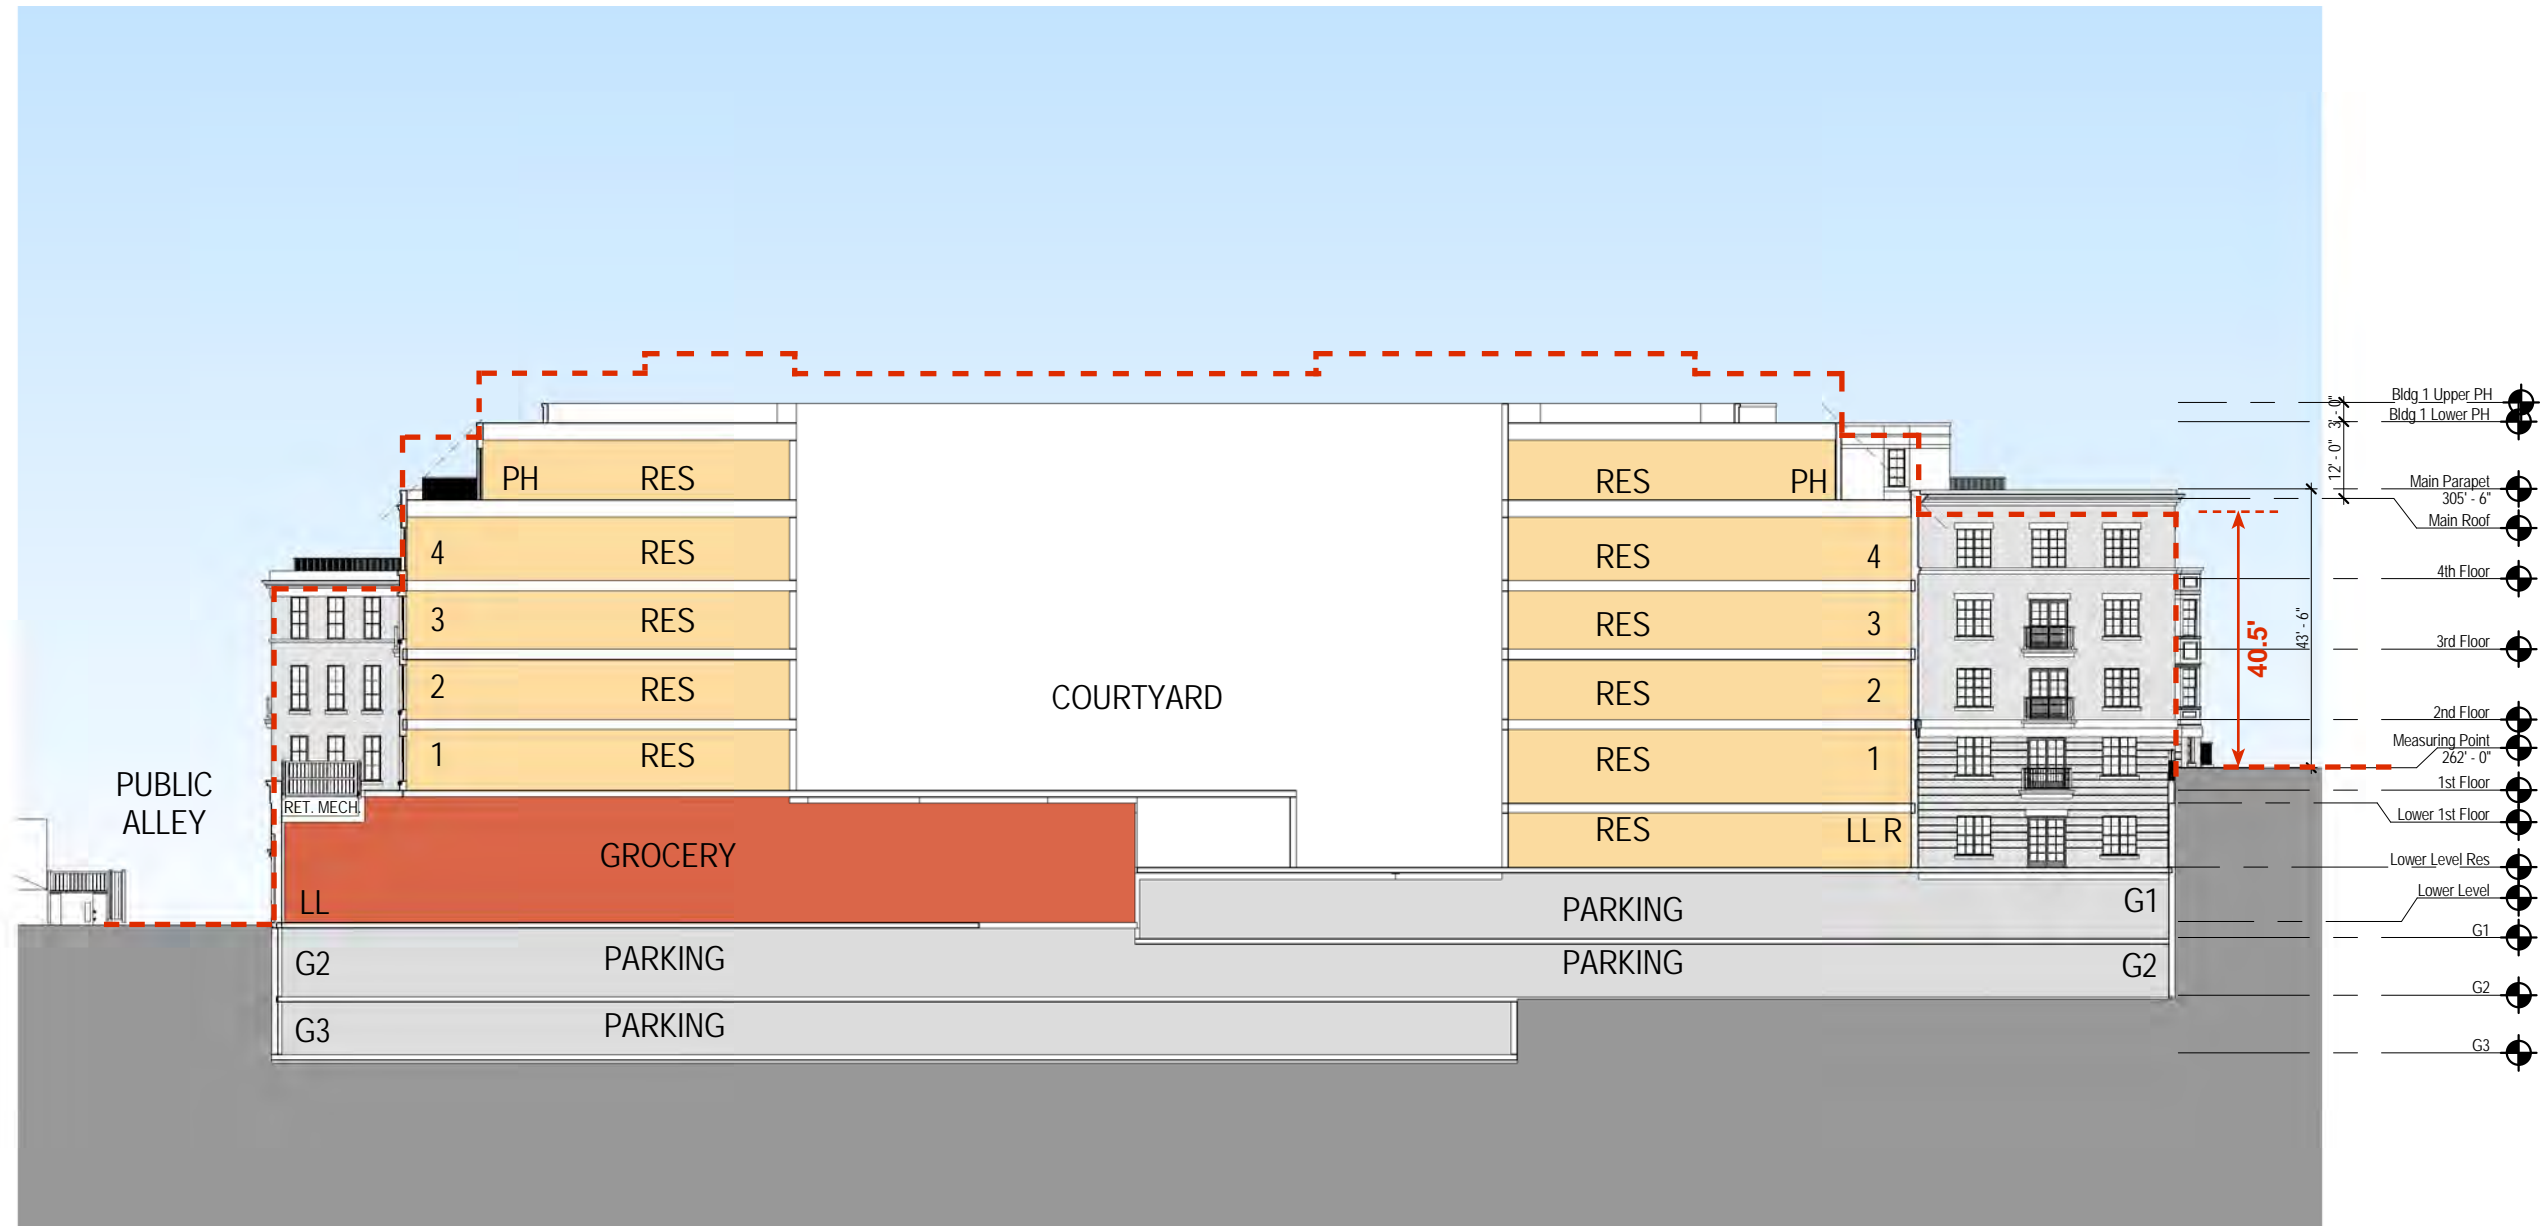 Bldg 1 Upper PH
3' - 0"
Bldg 1 Lower PH
12' - 0"
PH
RES
RES
PH
Main Parapet
305' - 6"
Main Roof
4
RES
RES
4
4th Floor
3
RES
RES
3
40.5'
43' - 6"
3rd Floor
2
RES
COURTYARD
RES
2
2nd Floor
1
RES
RES
1
Measuring Point
262' - 0"
PUBLIC
ALLEY
RET. MECH.
1st Floor
Lower 1st Floor
GROCERY
RES
LL R
Lower Level Res
LL
PARKING
G1
Lower Level
G1
G2
PARKING
PARKING
G2
G2
G3
PARKING
G3